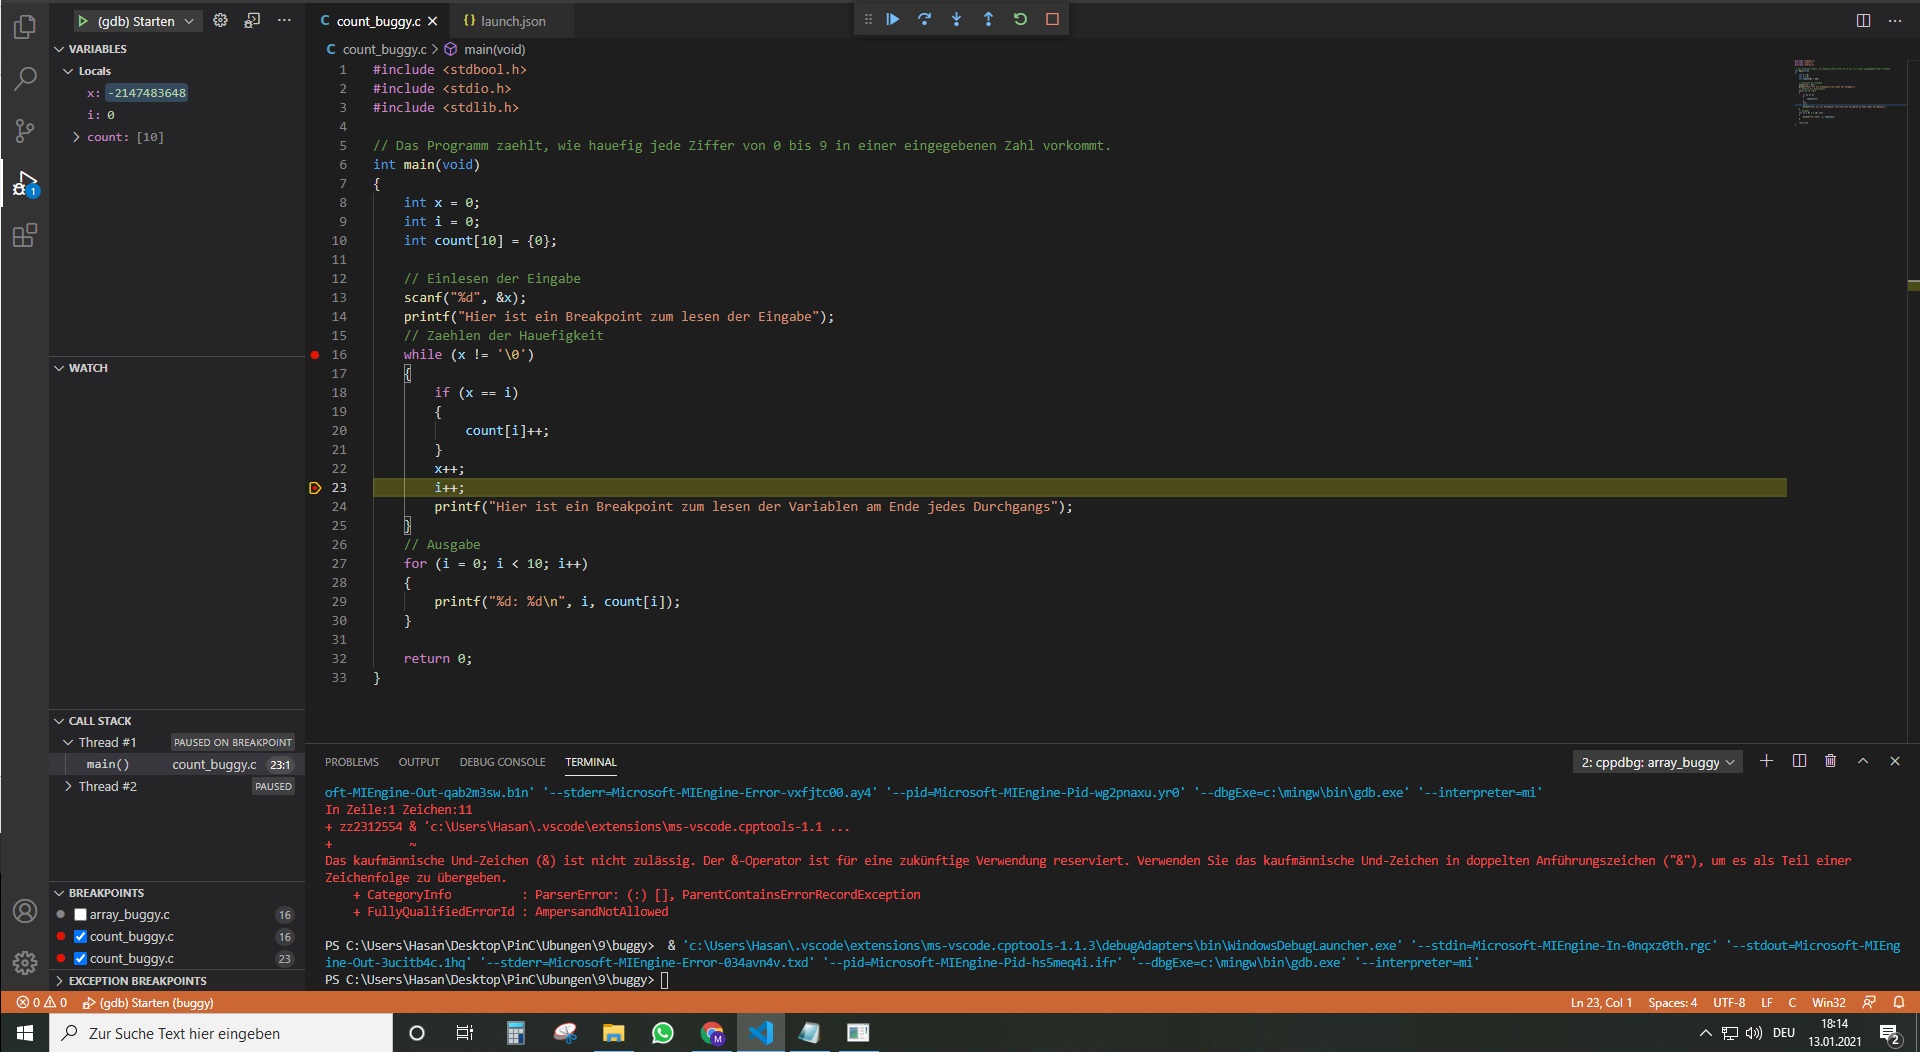 (gdb) Starten
count_buggy.c
launch.json
VARIABLES
Locals
x: -2147483648
i: 0
count: [10]
WATCH
CALL STACK
Thread #1 PAUSED ON BREAKPOINT
main() count_buggy.c 23:1
Thread #2 PAUSED
BREAKPOINTS
array_buggy.c 16
count_buggy.c 16
count_buggy.c 23
EXCEPTION BREAKPOINTS
1
C count_buggy.c > main(void)
1 #include <stdbool.h>
2 #include <stdio.h>
3 #include <stdlib.h>
4
5 // Das Programm zaehlt, wie hauefig jede Ziffer von 0 bis 9 in einer eingegebenen Zahl vorkommt.
6 int main(void)
7 {
8 int x = 0;
9 int i = 0;
10 int count[10] = {0};
11
12 // Einlesen der Eingabe
13 scanf("%d", &x);
14 printf("Hier ist ein Breakpoint zum lesen der Eingabe");
15 // Zaehlen der Hauefigkeit
16 while (x != '\0')
17 {
18 if (x == i)
19 {
20 count[i]++;
21 }
22 x++;
23 i++;
24 printf("Hier ist ein Breakpoint zum lesen der Variablen am Ende jedes Durchgangs");
25 }
26 // Ausgabe
27 for (i = 0; i < 10; i++)
28 {
29 printf("%d: %d\n", i, count[i]);
30 }
31
32 return 0;
33 }
PROBLEMS OUTPUT DEBUG CONSOLE TERMINAL
2: cppdbg: array_buggy
oft-MIEngine-Out-qab2m3sw.b1n' '--stderr=Microsoft-MIEngine-Error-vxfjtc00.ay4' '--pid=Microsoft-MIEngine-Pid-wg2pnaxu.yr0' '--dbgExe=c:\mingw\bin\gdb.exe' '--interpreter=mi'
In Zeile:1 Zeichen:11
+ zz2312554 & 'c:\Users\Hasan\.vscode\extensions\ms-vscode.cpptools-1.1 ...
+ ~
Das kaufmännische Und-Zeichen (&) ist nicht zulässig. Der &-Operator ist für eine zukünftige Verwendung reserviert. Verwenden Sie das kaufmännische Und-Zeichen in doppelten Anführungszeichen ("&"), um es als Teil einer
Zeichenfolge zu übergeben.
+ CategoryInfo : ParserError: (:) [], ParentContainsErrorRecordException
+ FullyQualifiedErrorId : AmpersandNotAllowed
PS C:\Users\Hasan\Desktop\PinC\Ubungen\9\buggy> & 'c:\Users\Hasan\.vscode\extensions\ms-vscode.cpptools-1.1.3\debugAdapters\bin\WindowsDebugLauncher.exe' '--stdin=Microsoft-MIEngine-In-0nqxz0th.rgc' '--stdout=Microsoft-MIEng
ine-Out-3ucitb4c.1hq' '--stderr=Microsoft-MIEngine-Error-034avn4v.txd' '--pid=Microsoft-MIEngine-Pid-hs5meq4i.ifr' '--dbgExe=c:\mingw\bin\gdb.exe' '--interpreter=mi'
PS C:\Users\Hasan\Desktop\PinC\Ubungen\9\buggy>
0 0 (gdb) Starten (buggy)
Ln 23, Col 1 Spaces: 4 UTF-8 LF C Win32
Zur Suche Text hier eingeben
M
DEU
18:14
13.01.2021
2